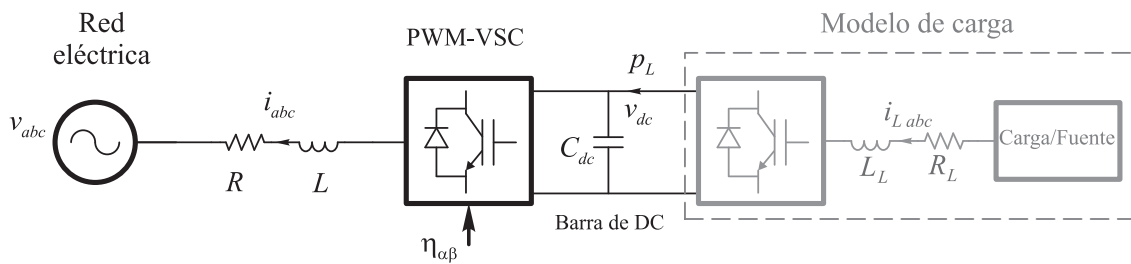 Red
eléctrica
PWM-VSC
Modelo de carga
v_abc
i_abc
R
L
p_L
v_dc
C_dc
i_L abc
L_L
R_L
Carga/Fuente
Barra de DC
η_αβ